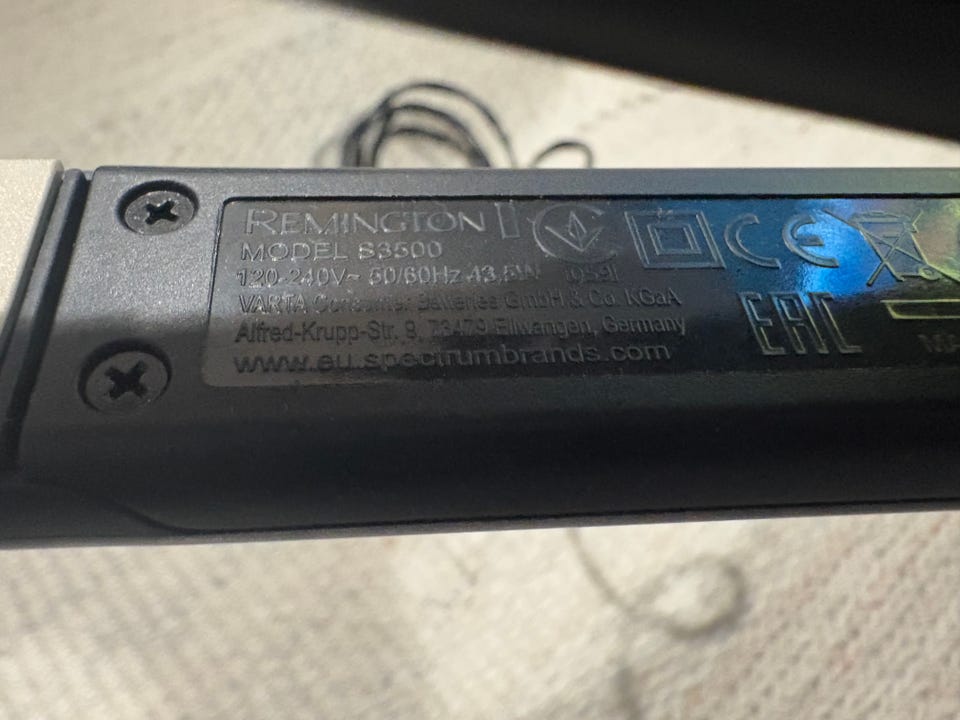 REMINGTON
MODEL S3500
120-240V~ 50/60Hz 43.5W
VARTA Consumer Batteries GmbH & Co. KGaA
Alfred-Krupp-Str. 9, 73479 Ellwangen, Germany
www.eu.spectrumbrands.com
CE
EAC